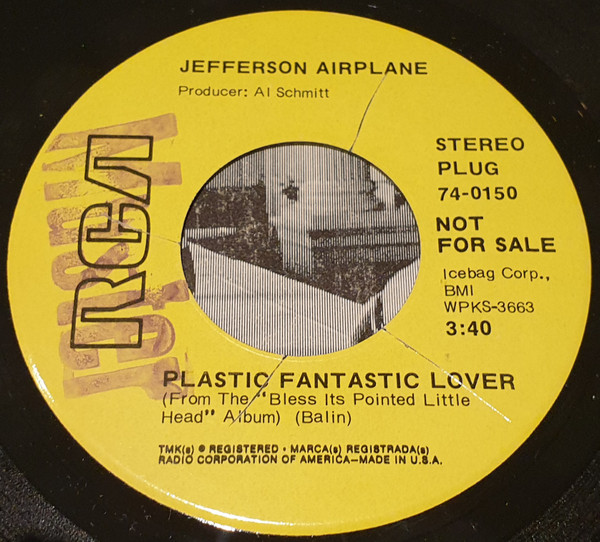 JEFFERSON AIRPLANE
Producer: Al Schmitt
RCA
STEREO
PLUG
74-0150
NOT
FOR SALE
Icebag Corp.,
BMI
WPKS-3663
3:40
PLASTIC FANTASTIC LOVER
(From The "Bless Its Pointed Little
Head" Album) (Balin)
TMK(s) ® REGISTERED • MARCA(s) REGISTRADA(s)
RADIO CORPORATION OF AMERICA—MADE IN U.S.A.